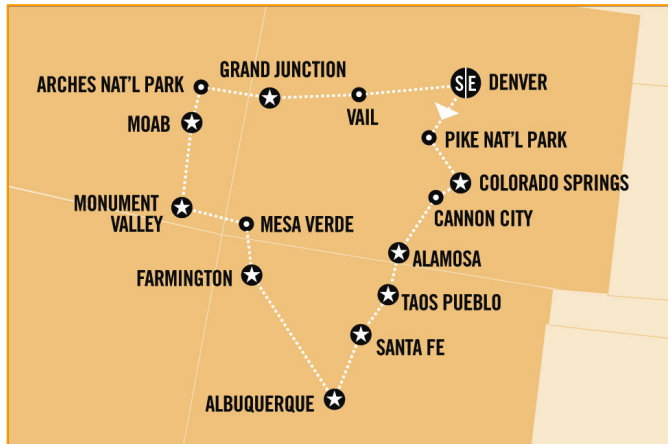 GRAND JUNCTION
ARCHES NAT'L PARK
S E DENVER
VAIL
MOAB
PIKE NAT'L PARK
COLORADO SPRINGS
CANNON CITY
MONUMENT
VALLEY
MESA VERDE
ALAMOSA
FARMINGTON
TAOS PUEBLO
SANTA FE
ALBUQUERQUE